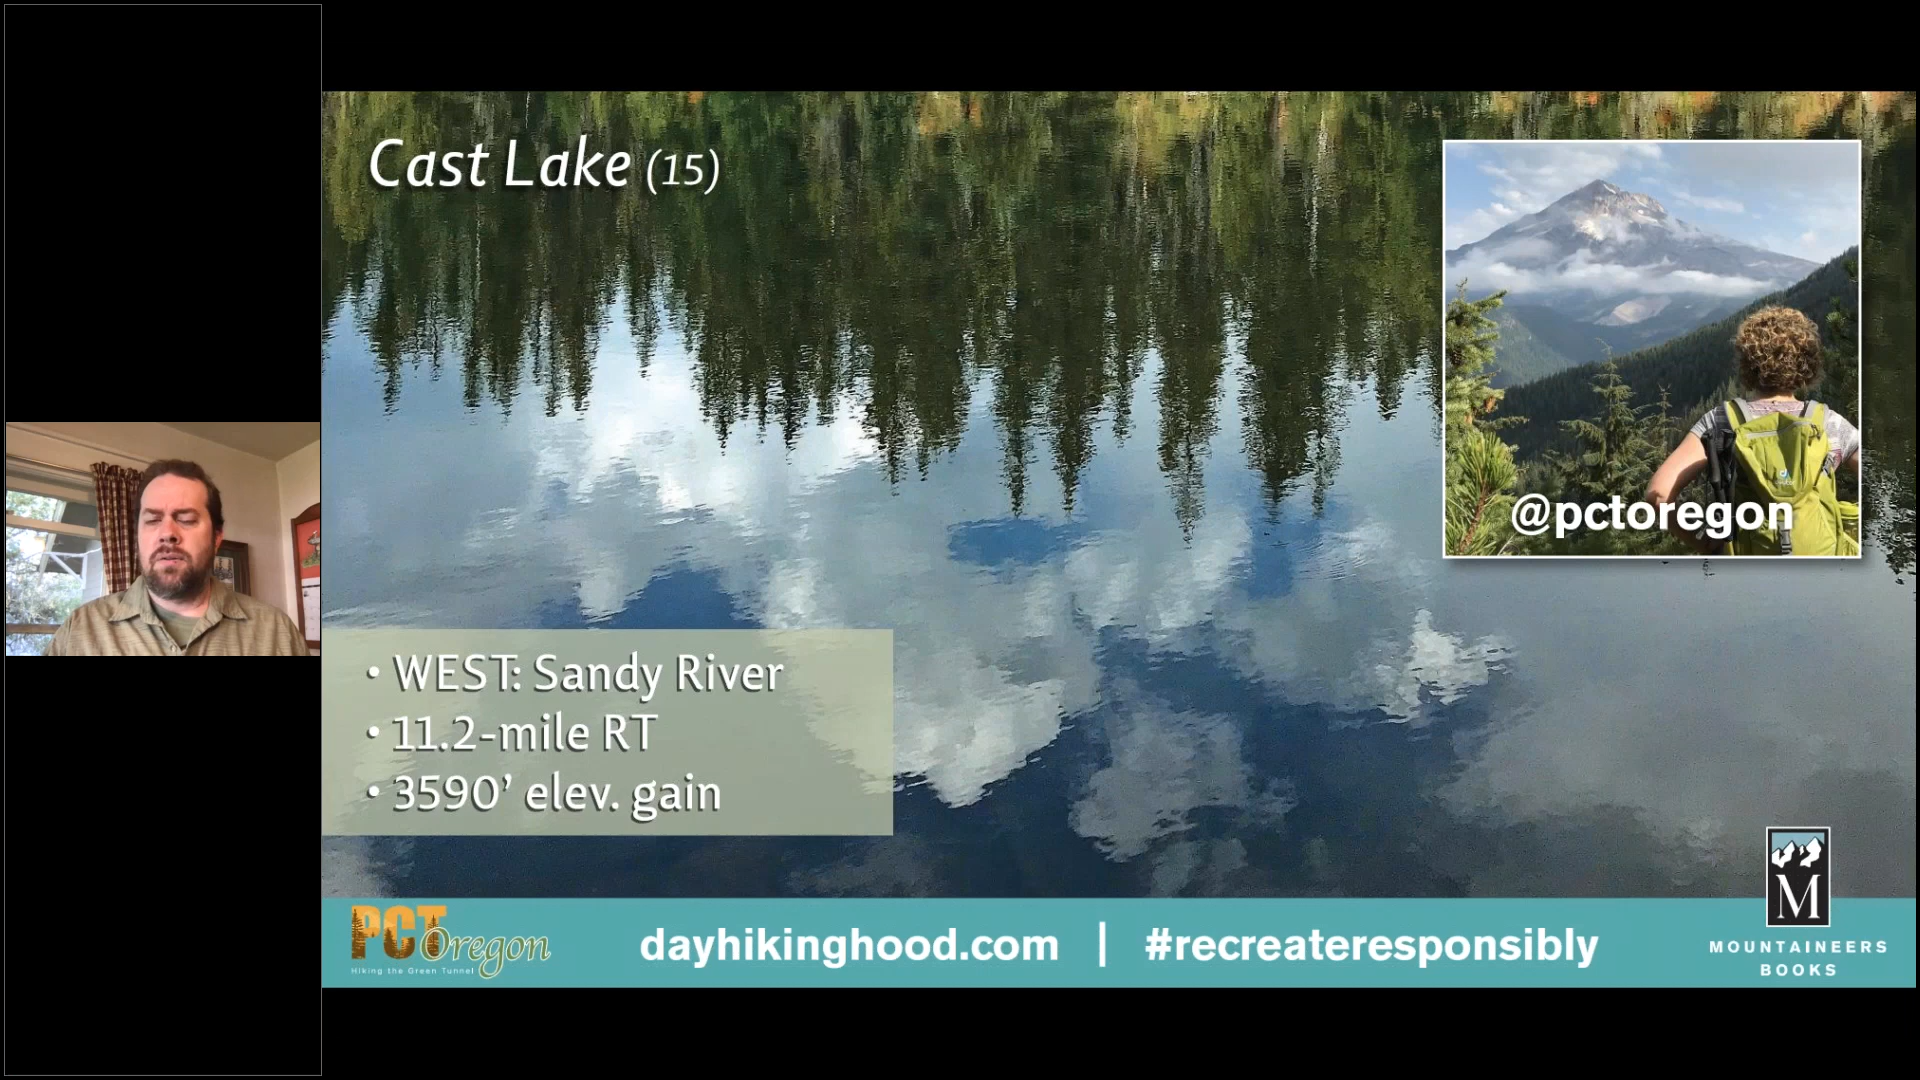 Cast Lake (15)
@pctoregon
• WEST: Sandy River
• 11.2-mile RT
• 3590’ elev. gain
PCT Oregon
Hiking the Green Tunnel
dayhikinghood.com | #recreateresponsibly
M
MOUNTAINEERS
BOOKS